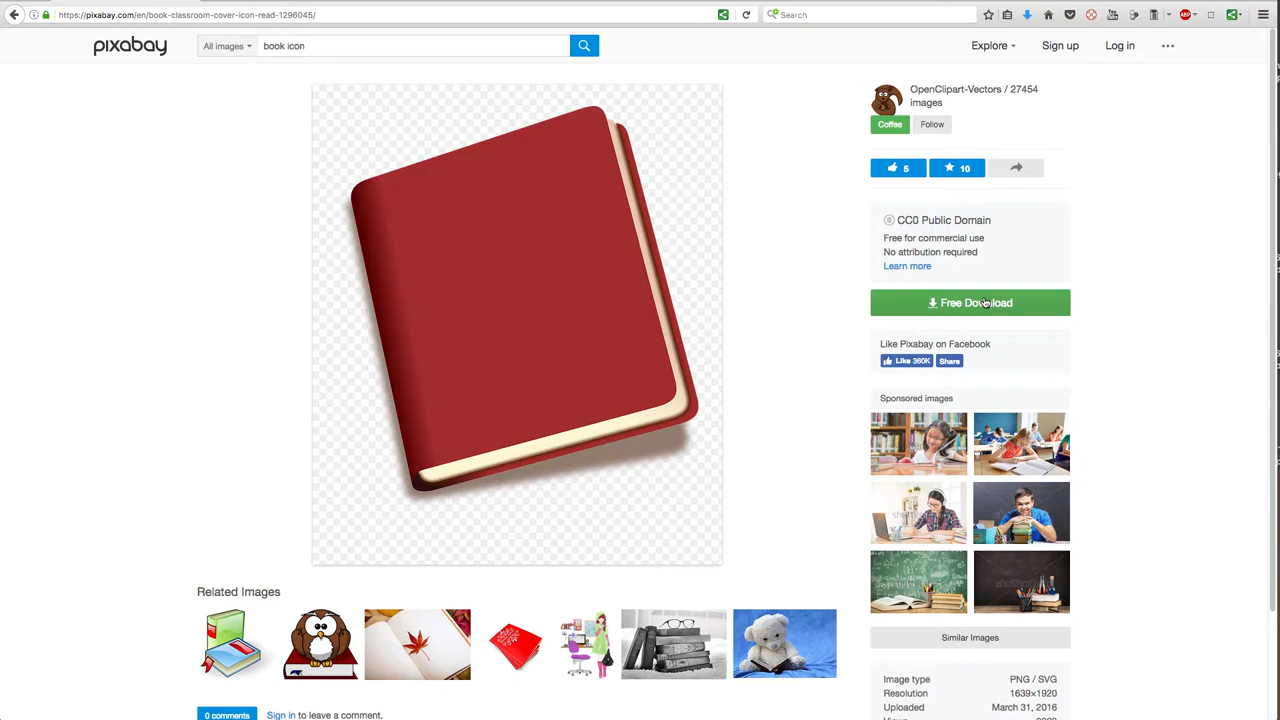 https://pixabay.com/en/book-classroom-cover-icon-read-1296045/
Search
You
ABP
pixabay
All images
book icon
Explore
Sign up
Log in
OpenClipart-Vectors / 27454
images
Coffee
Follow
5
10
CC0 Public Domain
Free for commercial use
No attribution required
Learn more
Free Download
Like Pixabay on Facebook
Like 360K
Share
Sponsored images
Related Images
Similar Images
Image type PNG / SVG
Resolution 1639×1920
Uploaded March 31, 2016
0 comments
Sign in to leave a comment.